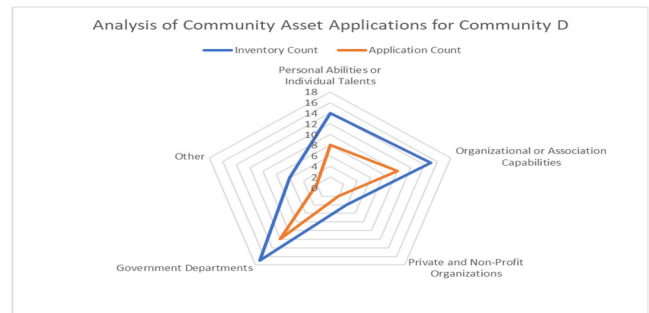 Analysis of Community Asset Applications for Community D
Inventory Count
Application Count
Personal Abilities or
Individual Talents
18
16
14
12
10
8
6
4
2
0
Organizational or Association
Capabilities
Other
Government Departments
Private and Non-Profit
Organizations